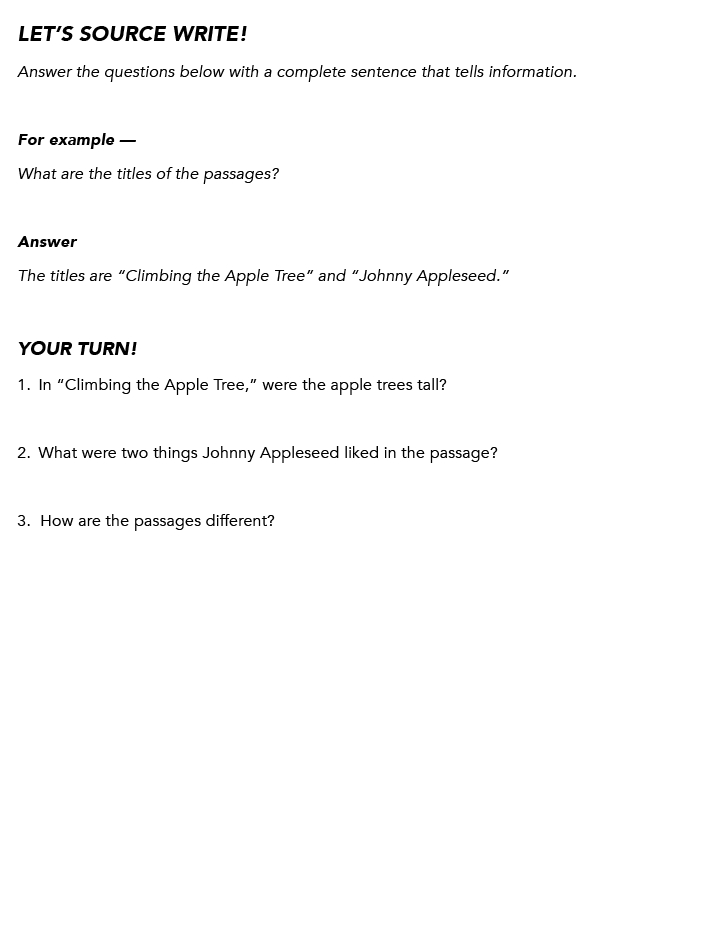 LET’S SOURCE WRITE!
Answer the questions below with a complete sentence that tells information.
For example —
What are the titles of the passages?
Answer
The titles are “Climbing the Apple Tree” and “Johnny Appleseed.”
YOUR TURN!
1. In “Climbing the Apple Tree,” were the apple trees tall?
2. What were two things Johnny Appleseed liked in the passage?
3. How are the passages different?